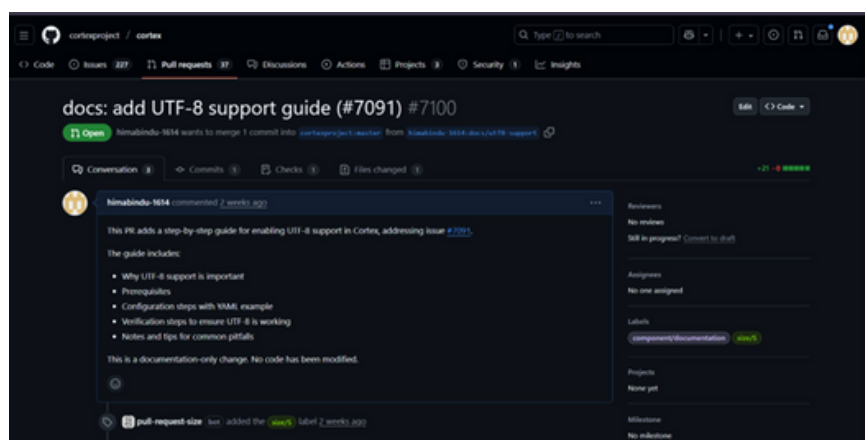 cortexproject / cortex
Type / to search
Code Issues 227 Pull requests 37 Discussions Actions Projects 3 Security 1 Insights
docs: add UTF-8 support guide (#7091) #7100
Edit Code
Open himabindu-1614 wants to merge 1 commit into cortexproject:master from himabindu-1614:docs/utf8-support
Conversation 3 Commits 1 Checks 1 Files changed 1
+21 -0
himabindu-1614 commented 2 weeks ago
This PR adds a step-by-step guide for enabling UTF-8 support in Cortex, addressing issue #7091.
The guide includes:
• Why UTF-8 support is important
• Prerequisites
• Configuration steps with YAML example
• Verification steps to ensure UTF-8 is working
• Notes and tips for common pitfalls
This is a documentation-only change. No code has been modified.
pull-request-size bot added the size/S label 2 weeks ago
Reviewers
No reviews
Still in progress? Convert to draft
Assignees
No one assigned
Labels
component/documentation size/S
Projects
None yet
Milestone
No milestone